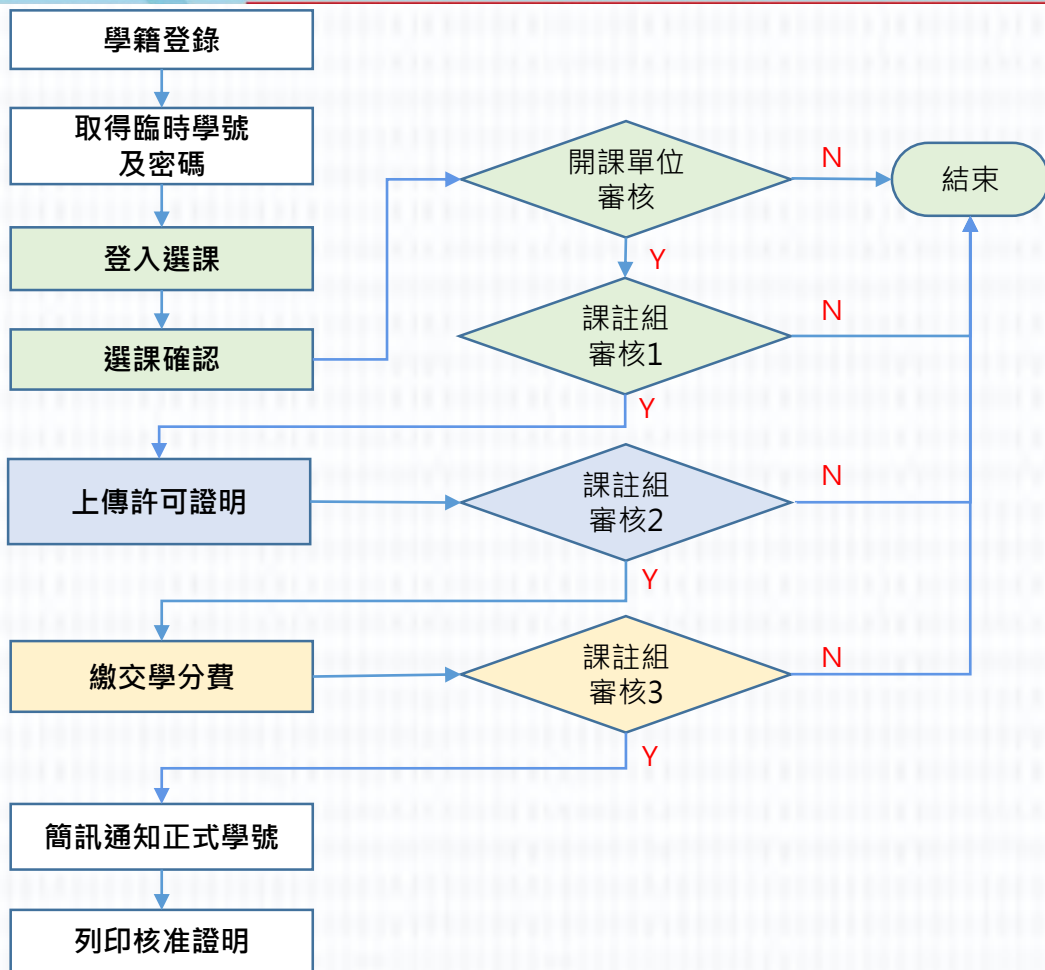 學籍登錄
取得臨時學號
及密碼
登入選課
選課確認
開課單位
審核
N
結束
Y
課註組
審核1
N
Y
上傳許可證明
課註組
審核2
N
Y
繳交學分費
課註組
審核3
N
Y
簡訊通知正式學號
列印核准證明